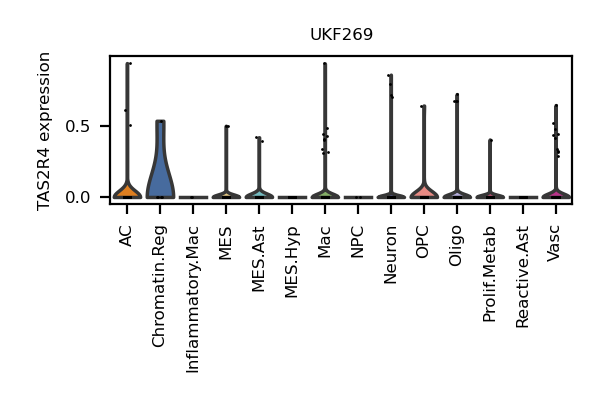 UKF269
TAS2R4 expression
0.5
0.0
AC
Chromatin.Reg
Inflammatory.Mac
MES
MES.Ast
MES.Hyp
Mac
NPC
Neuron
OPC
Oligo
Prolif.Metab
Reactive.Ast
Vasc